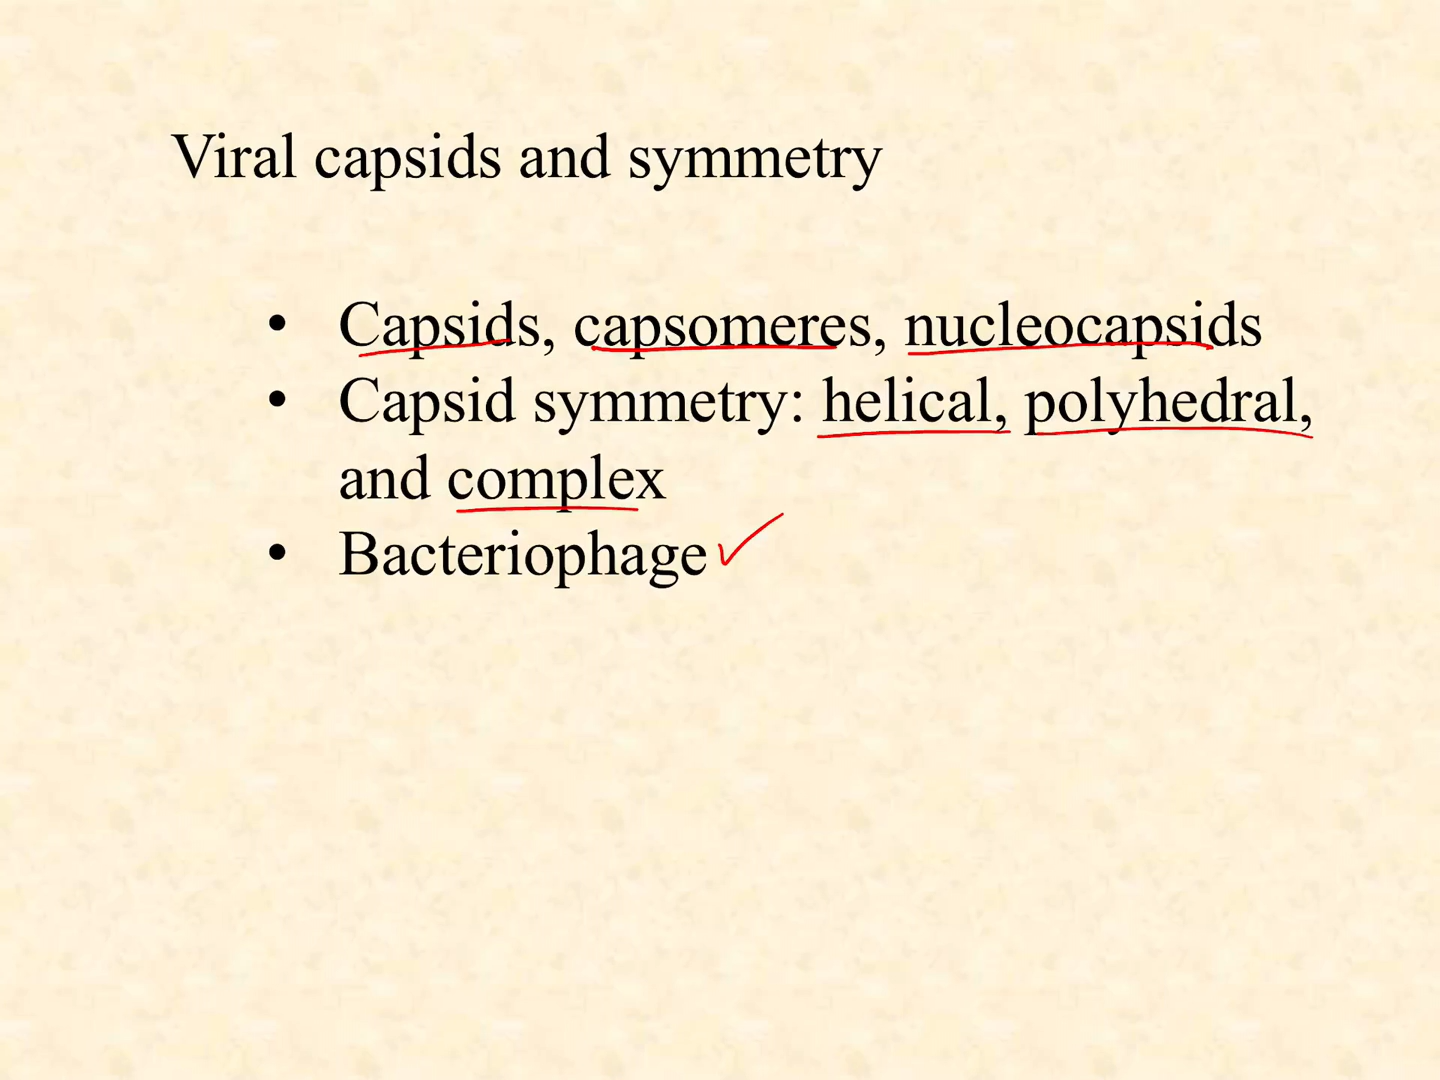 Viral capsids and symmetry
• Capsids, capsomeres, nucleocapsids
• Capsid symmetry: helical, polyhedral,
and complex
• Bacteriophage